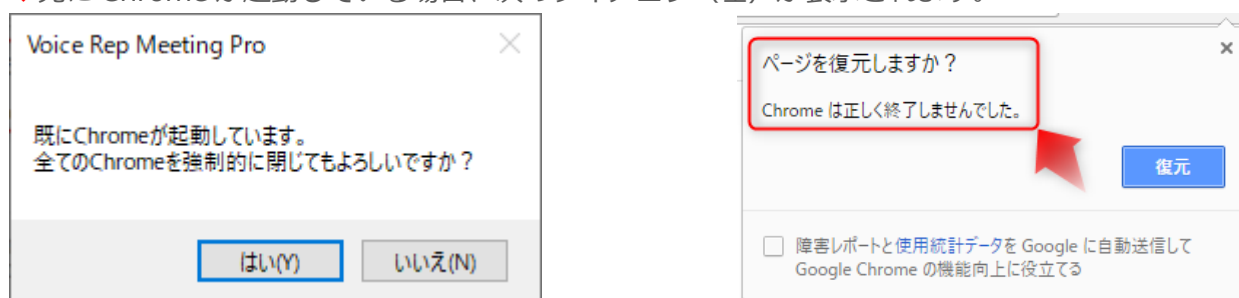 Voice Rep Meeting Pro
既にChromeが起動しています。
全てのChromeを強制的に閉じてもよろしいですか？
はい(Y)
いいえ(N)
ページを復元しますか？
Chrome は正しく終了しませんでした。
復元
障害レポートと使用統計データを Google に自動送信して
Google Chrome の機能向上に役立てる